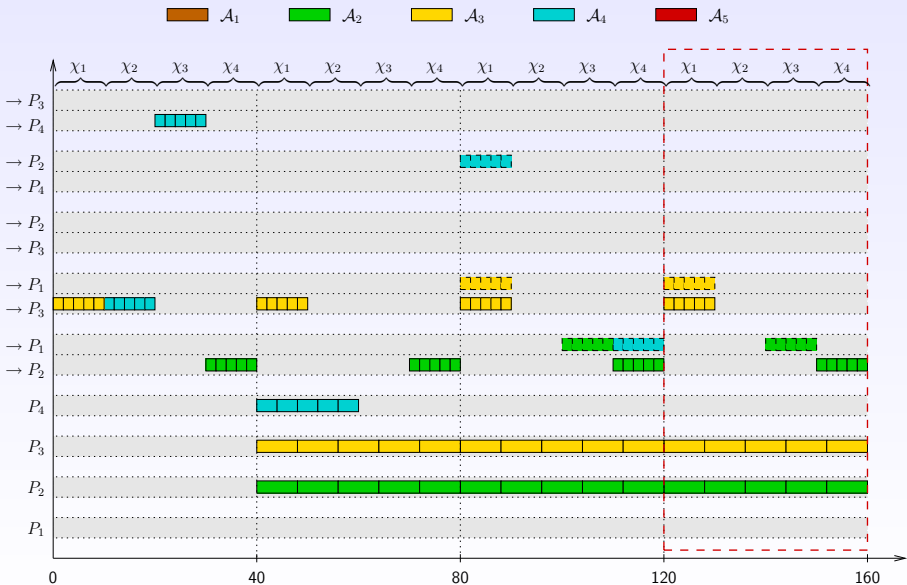 𝒜₁ 𝒜₂ 𝒜₃ 𝒜₄ 𝒜₅
χ₁ χ₂ χ₃ χ₄ χ₁ χ₂ χ₃ χ₄ χ₁ χ₂ χ₃ χ₄ χ₁ χ₂ χ₃ χ₄
→ P₃
→ P₄
→ P₂
→ P₄
→ P₂
→ P₃
→ P₁
→ P₃
→ P₁
→ P₂
P₄
P₃
P₂
P₁
0 40 80 120 160